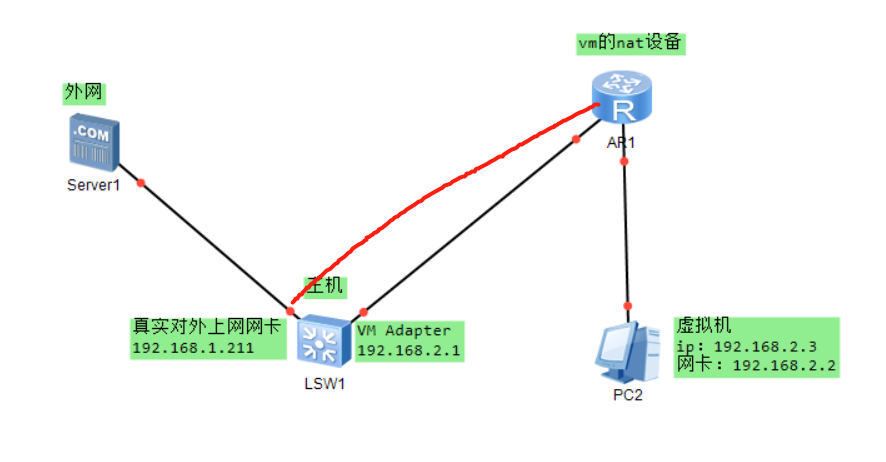 vm的nat设备
外网
.COM
Server1
R
AR1
主机
真实对外上网网卡
192.168.1.211
VM Adapter
192.168.2.1
LSW1
虚拟机
ip: 192.168.2.3
网卡：192.168.2.2
PC2